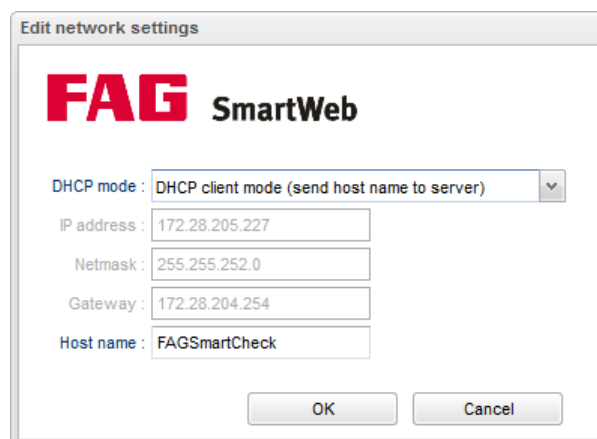 Edit network settings
FAG SmartWeb
DHCP mode : DHCP client mode (send host name to server)
IP address : 172.28.205.227
Netmask : 255.255.252.0
Gateway : 172.28.204.254
Host name : FAGSmartCheck
OK Cancel